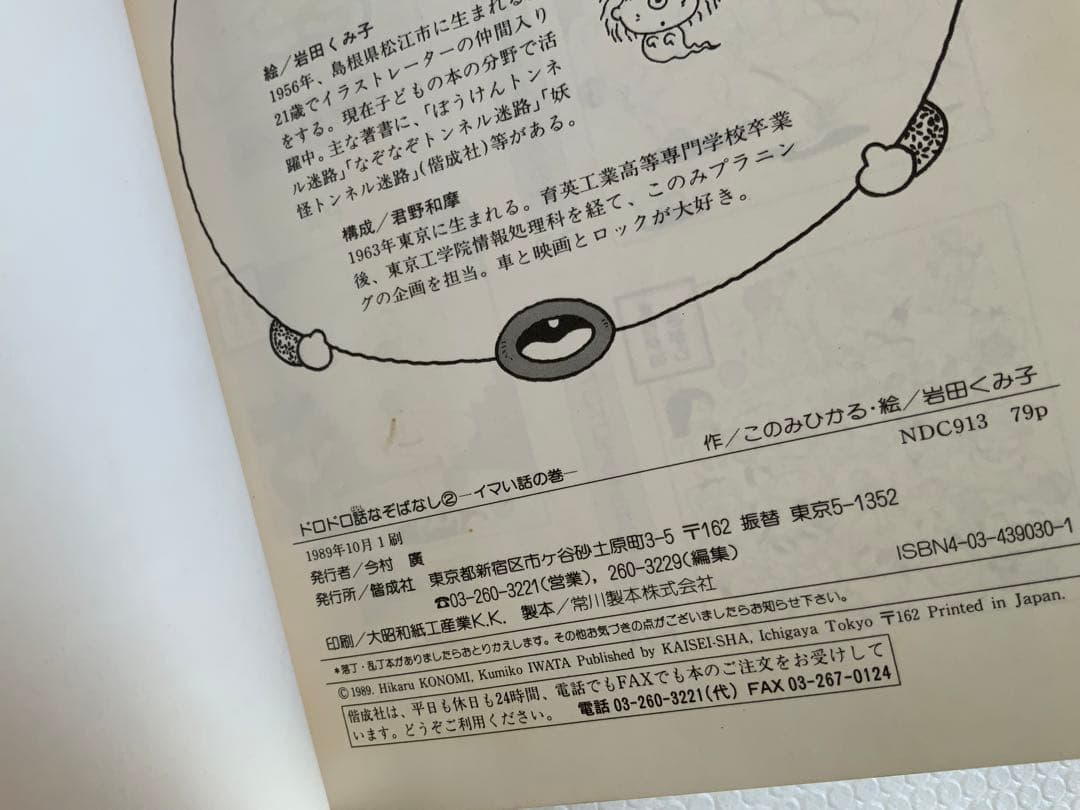 絵/岩田くみ子
1956年、島根県松江市に生まれる。
21歳でイラストレーターの仲間入り
をする。現在子どもの本の分野で活
躍中。主な著書に、「ぼうけんトンネ
ル迷路」「なぞなぞトンネル迷路」「妖
怪トンネル迷路」(偕成社)等がある。
構成/君野和摩
1963年東京に生まれる。育英工業高等専門学校卒業
後、東京工学院情報処理科を経て、このみプラニン
グの企画を担当。車と映画とロックが大好き。
作/このみひかる・絵/岩田くみ子
NDC913 79p
ドロドロ話なぞばなし②—イマい話の巻—
1989年10月1刷
発行者/今村 廣
発行所/偕成社 東京都新宿区市ケ谷砂土原町3-5 〒162 振替 東京5-1352
☎03-260-3221(営業), 260-3229(編集)
ISBN4-03-439030-1
印刷/大昭和紙工産業K.K. 製本/常川製本株式会社
*落丁・乱丁本がありましたらおとりかえします。その他お気づきの点がございましたらお知らせ下さい。
©1989. Hikaru KONOMI, Kumiko IWATA Published by KAISEI-SHA, Ichigaya Tokyo 〒162 Printed in Japan.
偕成社は、平日も休日も24時間、電話でもFAXでも本のご注文をお受けして
います。どうぞご利用ください。 電話 03-260-3221(代) FAX 03-267-0124